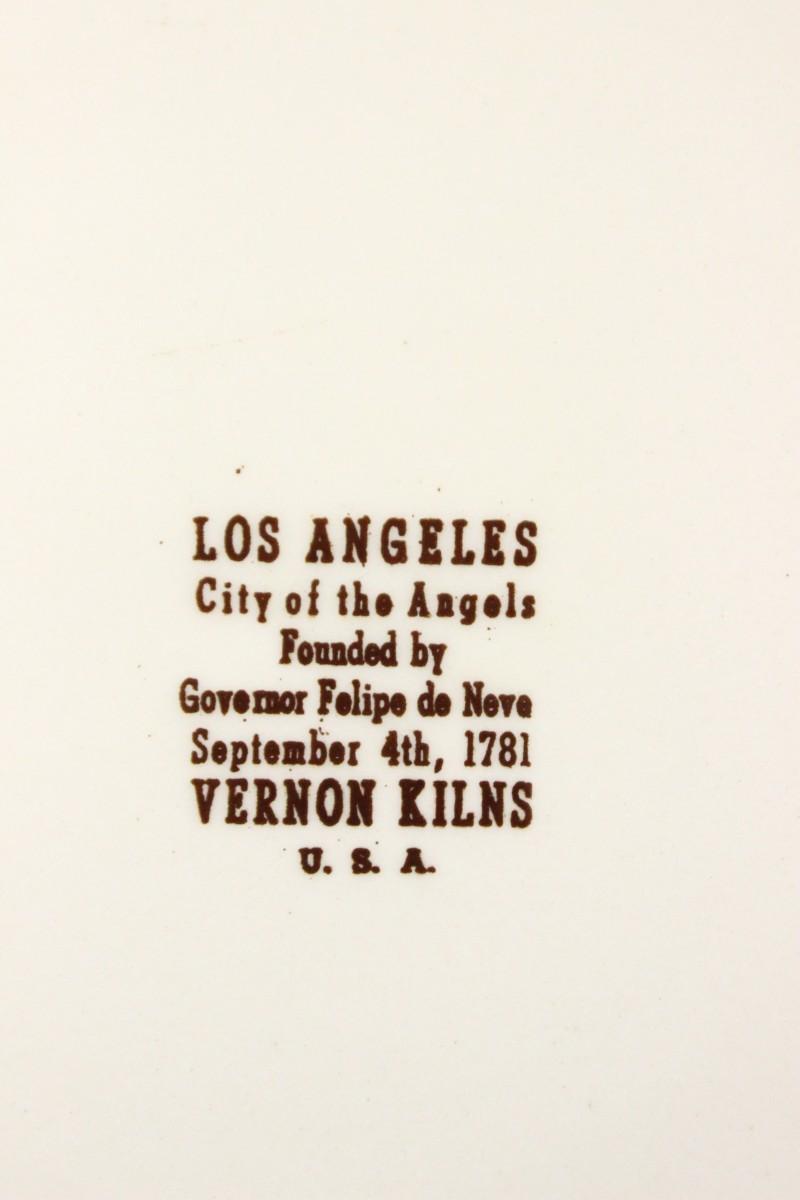 LOS ANGELES
City of the Angels
Founded by
Governor Felipe de Neve
September 4th, 1781
VERNON KILNS
U. S. A.